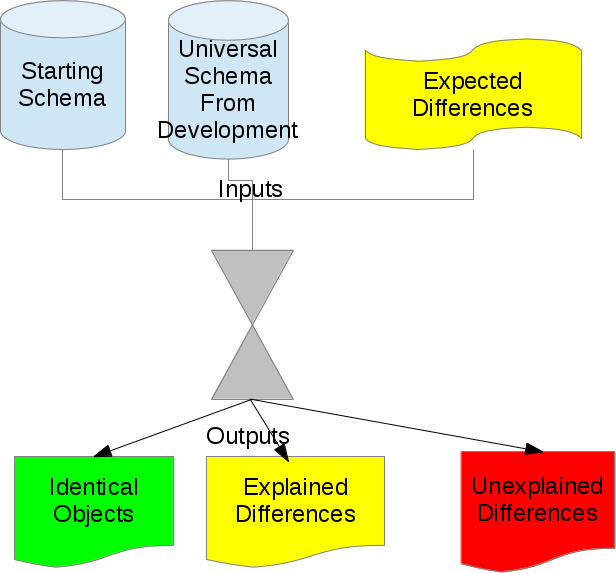 Starting
Schema
Universal
Schema
From
Development
Expected
Differences
Inputs
Outputs
Identical
Objects
Explained
Differences
Unexplained
Differences